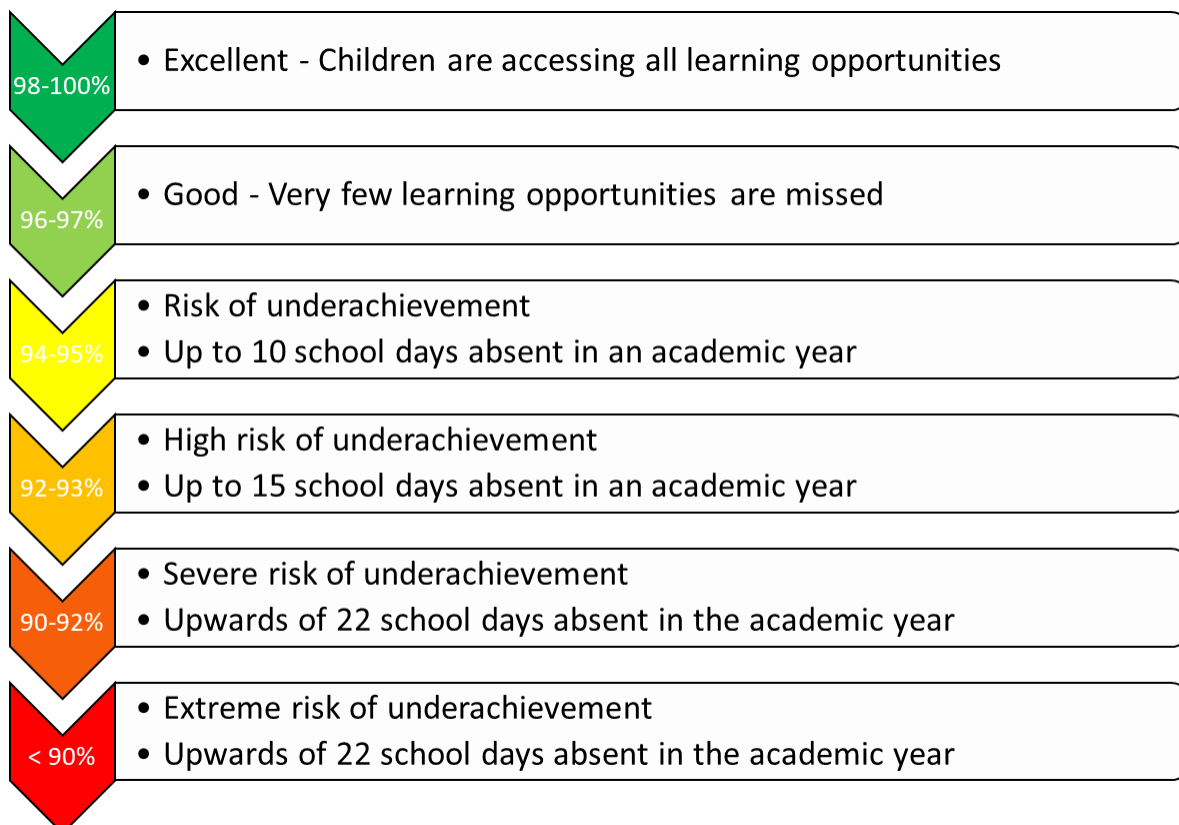 98-100%
• Excellent - Children are accessing all learning opportunities
96-97%
• Good - Very few learning opportunities are missed
94-95%
• Risk of underachievement
• Up to 10 school days absent in an academic year
92-93%
• High risk of underachievement
• Up to 15 school days absent in an academic year
90-92%
• Severe risk of underachievement
• Upwards of 22 school days absent in the academic year
< 90%
• Extreme risk of underachievement
• Upwards of 22 school days absent in the academic year